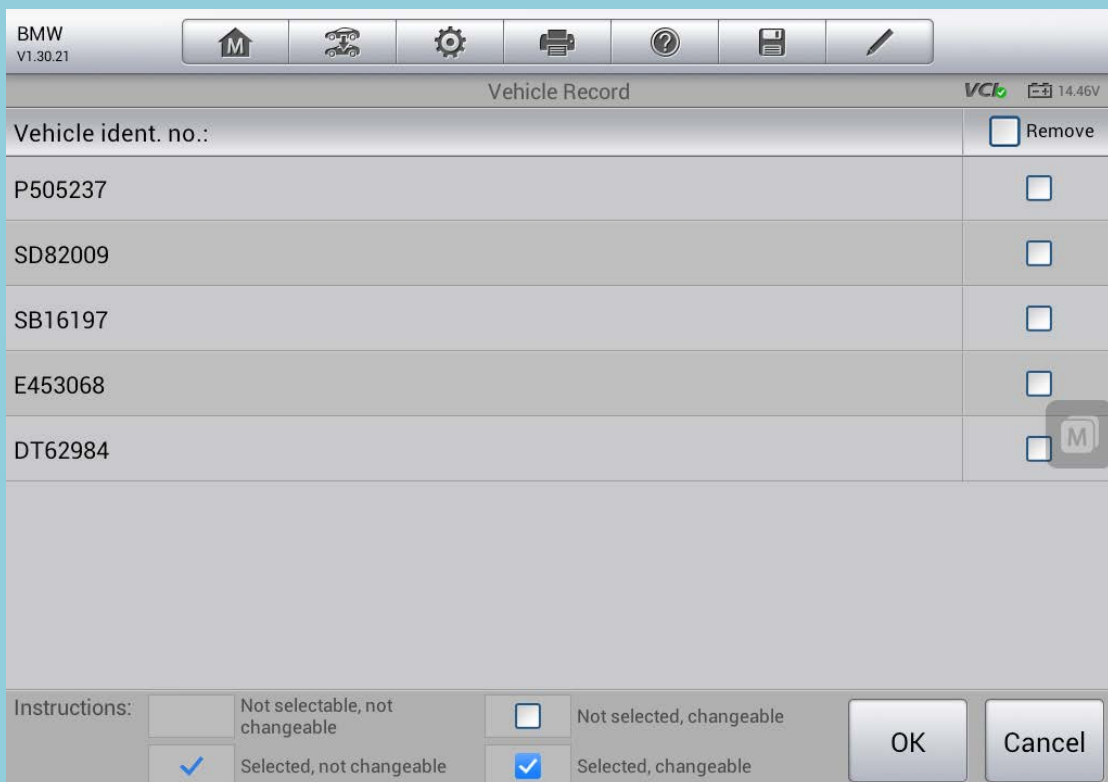 BMW
V1.30.21
M
Vehicle Record
VCI 14.46V
Vehicle ident. no.:
Remove
P505237
SD82009
SB16197
E453068
DT62984
M
Instructions:
Not selectable, not
changeable
Not selected, changeable
Selected, not changeable
Selected, changeable
OK
Cancel